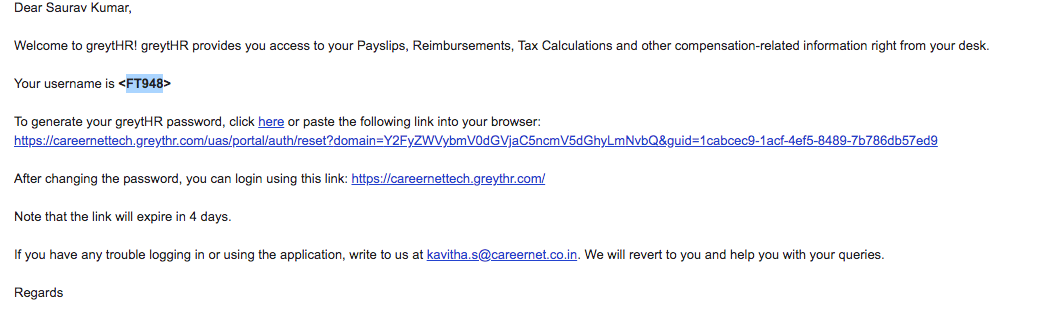 Dear Saurav Kumar,
Welcome to greytHR! greytHR provides you access to your Payslips, Reimbursements, Tax Calculations and other compensation-related information right from your desk.
Your username is <FT948>
To generate your greytHR password, click here or paste the following link into your browser:
https://careernettech.greythr.com/uas/portal/auth/reset?domain=Y2FyZWVybmV0dGVjaC5ncmV5dGhyLmNvbQ&guid=1cabcec9-1acf-4ef5-8489-7b786db57ed9
After changing the password, you can login using this link: https://careernettech.greythr.com/
Note that the link will expire in 4 days.
If you have any trouble logging in or using the application, write to us at kavitha.s@careernet.co.in. We will revert to you and help you with your queries.
Regards